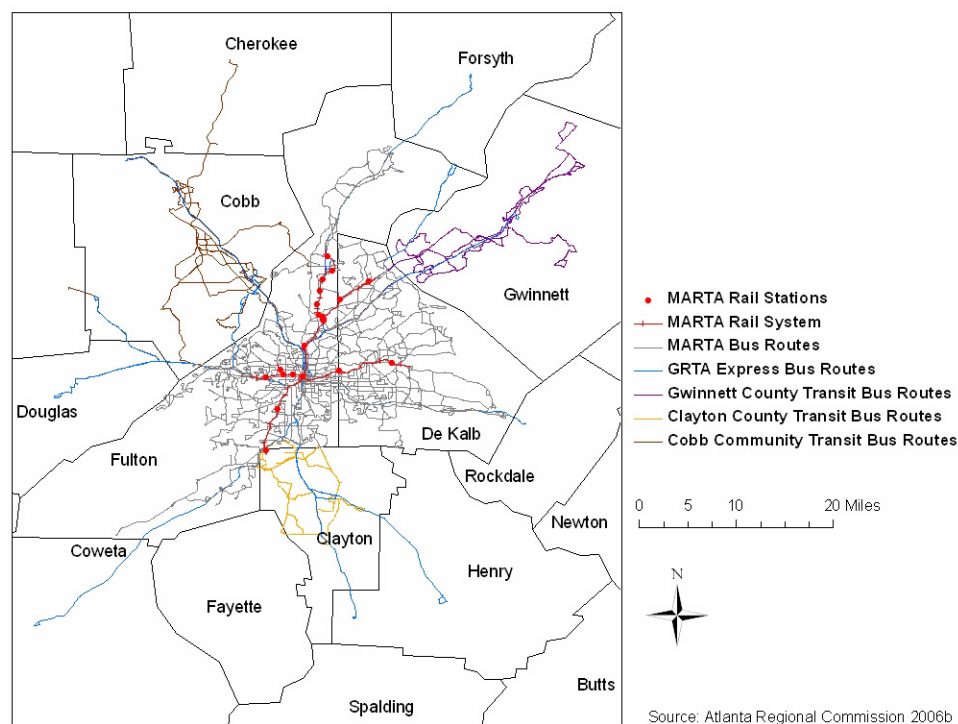 Cherokee
Forsyth
Cobb
Gwinnett
Douglas
De Kalb
Fulton
Rockdale
Newton
Coweta
Clayton
Henry
Fayette
Butts
Spalding
MARTA Rail Stations
MARTA Rail System
MARTA Bus Routes
GRTA Express Bus Routes
Gwinnett County Transit Bus Routes
Clayton County Transit Bus Routes
Cobb Community Transit Bus Routes
0 5 10 20 Miles
N
Source: Atlanta Regional Commission 2006b